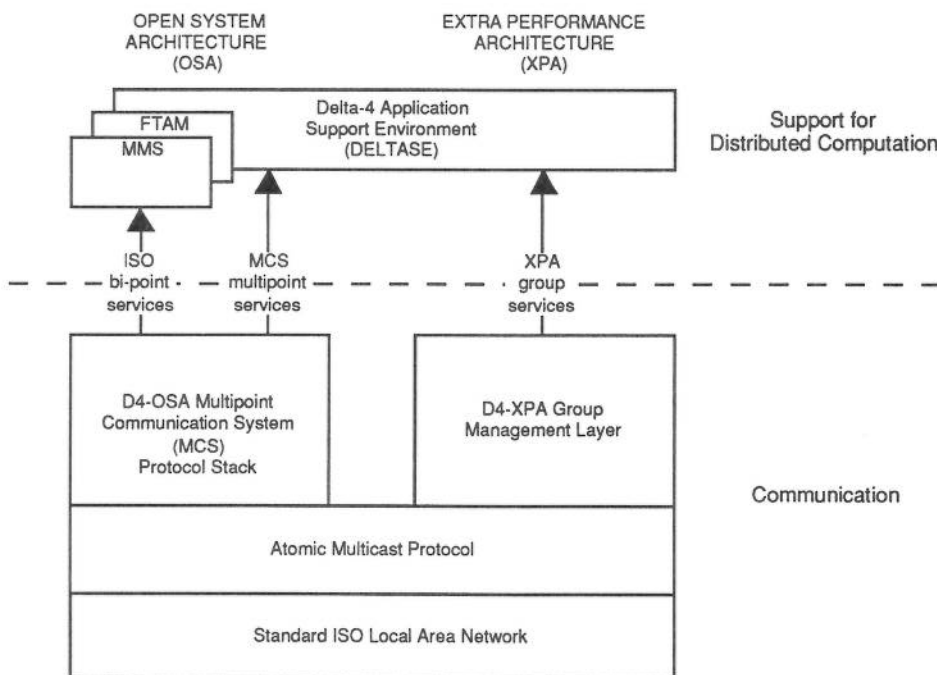 OPEN SYSTEM
ARCHITECTURE
(OSA)
EXTRA PERFORMANCE
ARCHITECTURE
(XPA)
Delta-4 Application
Support Environment
(DELTASE)
FTAM
MMS
Support for
Distributed Computation
ISO
bi-point
services
MCS
multipoint
services
XPA
group
services
D4-OSA Multipoint
Communication System
(MCS)
Protocol Stack
D4-XPA Group
Management Layer
Communication
Atomic Multicast Protocol
Standard ISO Local Area Network